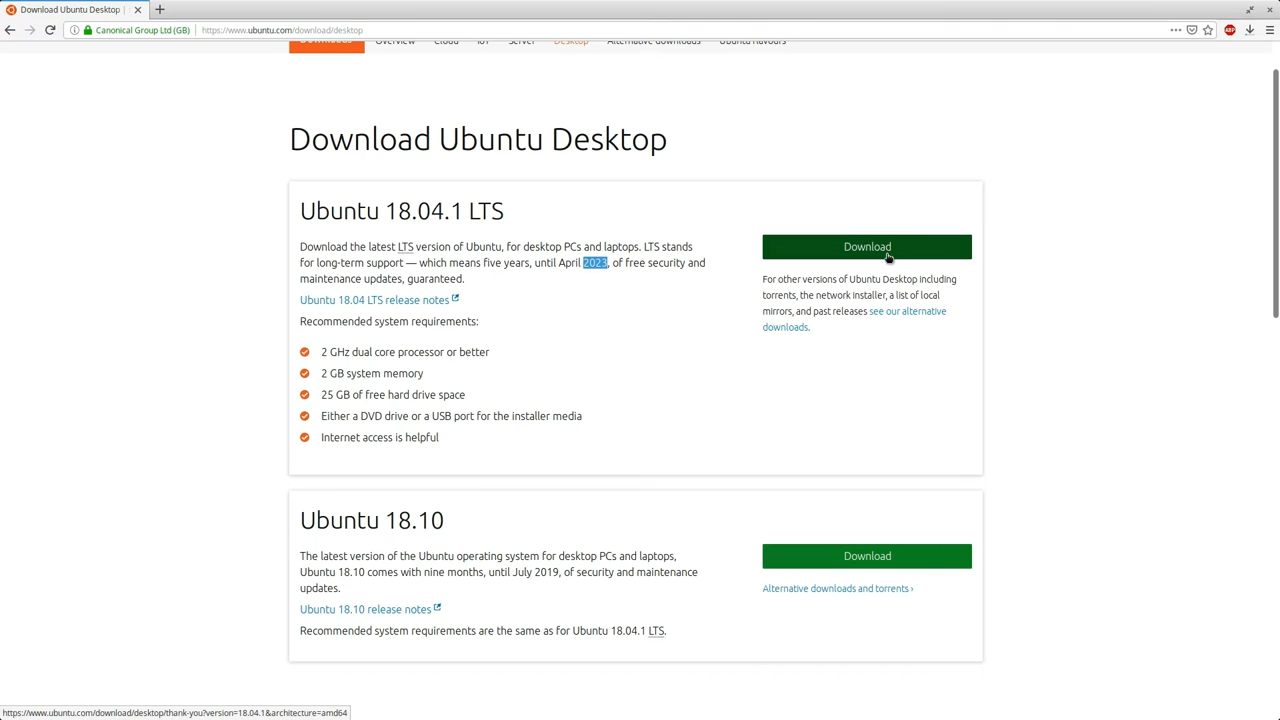 Download Ubuntu Desktop |
Canonical Group Ltd (GB)
https://www.ubuntu.com/download/desktop
ABP
Overview Cloud IoT Server Desktop Alternative downloads Ubuntu flavours
Download Ubuntu Desktop
Ubuntu 18.04.1 LTS
Download the latest LTS version of Ubuntu, for desktop PCs and laptops. LTS stands
for long-term support — which means five years, until April 2023, of free security and
maintenance updates, guaranteed.
Ubuntu 18.04 LTS release notes
Recommended system requirements:
2 GHz dual core processor or better
2 GB system memory
25 GB of free hard drive space
Either a DVD drive or a USB port for the installer media
Internet access is helpful
Download
For other versions of Ubuntu Desktop including
torrents, the network installer, a list of local
mirrors, and past releases see our alternative
downloads.
Ubuntu 18.10
The latest version of the Ubuntu operating system for desktop PCs and laptops,
Ubuntu 18.10 comes with nine months, until July 2019, of security and maintenance
updates.
Ubuntu 18.10 release notes
Recommended system requirements are the same as for Ubuntu 18.04.1 LTS.
Download
Alternative downloads and torrents ›
https://www.ubuntu.com/download/desktop/thank-you?version=18.04.1&architecture=amd64